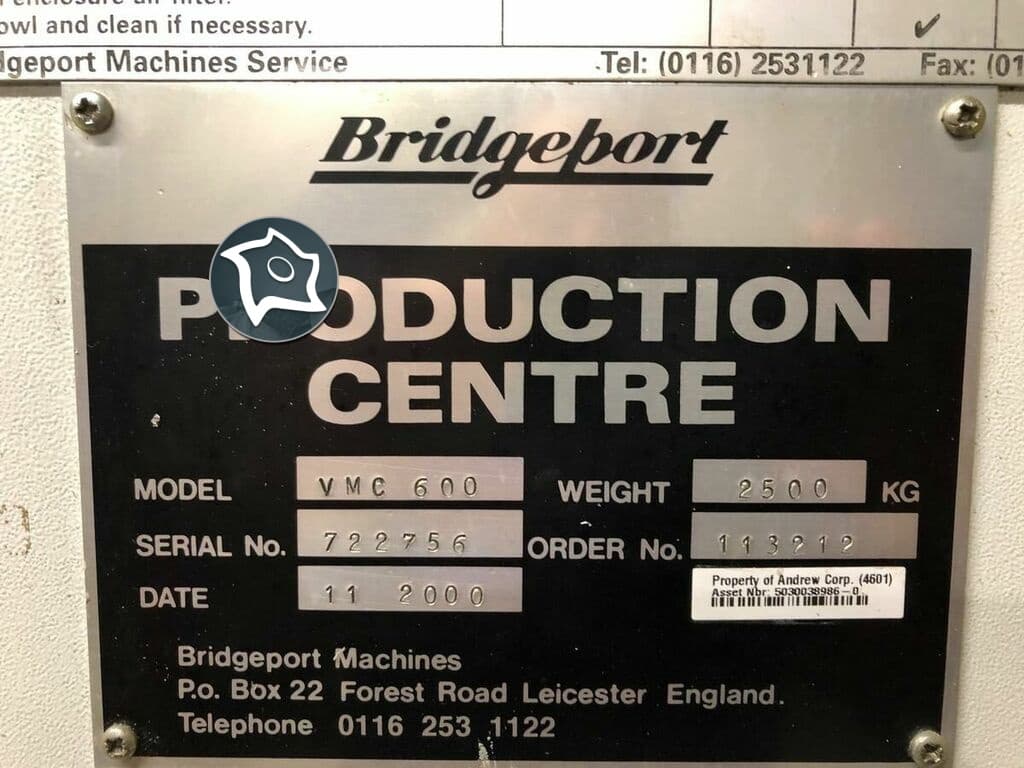 owl and clean if necessary.
dgeport Machines Service Tel: (0116) 2531122 Fax: (01
Bridgeport
PRODUCTION
CENTRE
MODEL VMC 600 WEIGHT 2500 KG
SERIAL No. 722756 ORDER No. 113212
Property of Andrew Corp. (4601)
Asset Nbr: 5030038986-0
DATE 11 2000
Bridgeport Machines
P.o. Box 22 Forest Road Leicester England.
Telephone 0116 253 1122